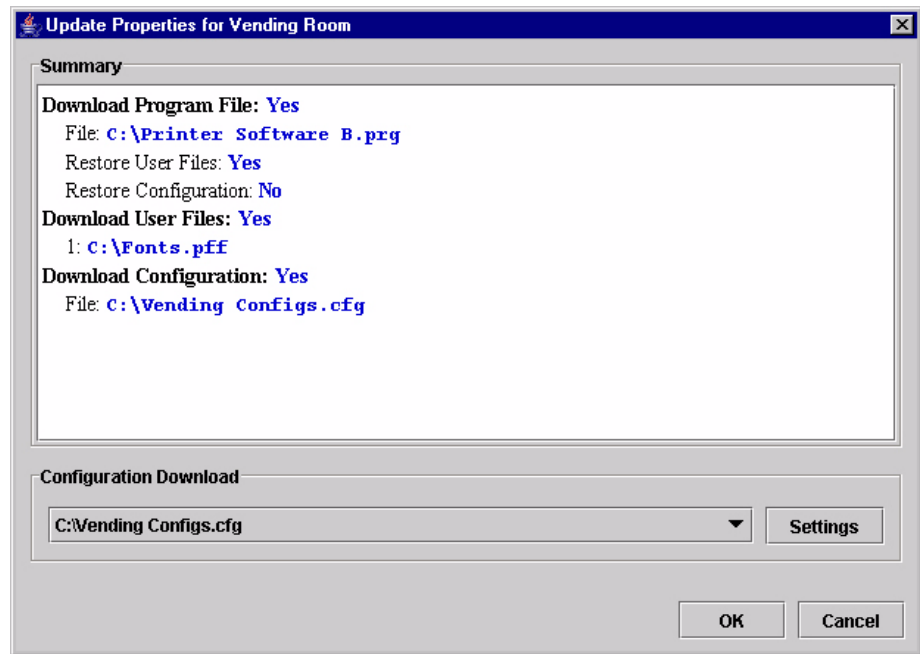 Update Properties for Vending Room
Summary
Download Program File: Yes
File: C:\Printer Software B.prg
Restore User Files: Yes
Restore Configuration: No
Download User Files: Yes
1: C:\Fonts.pff
Download Configuration: Yes
File: C:\Vending Configs.cfg
Configuration Download
C:\Vending Configs.cfg
Settings
OK
Cancel